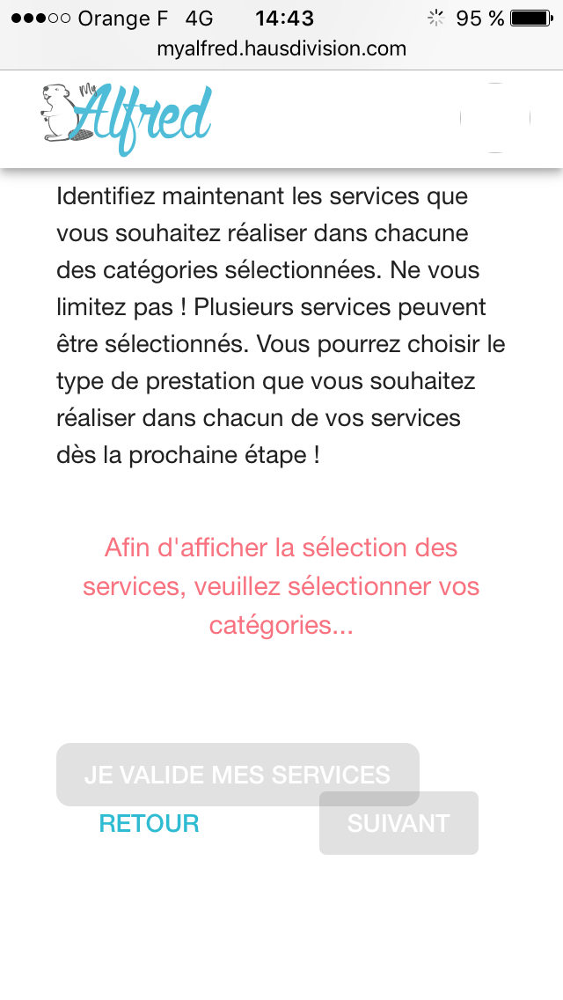 Orange F 4G 14:43 95 %
myalfred.hausdivision.com
My Alfred
Identifiez maintenant les services que
vous souhaitez réaliser dans chacune
des catégories sélectionnées. Ne vous
limitez pas ! Plusieurs services peuvent
être sélectionnés. Vous pourrez choisir le
type de prestation que vous souhaitez
réaliser dans chacun de vos services
dès la prochaine étape !
Afin d'afficher la sélection des
services, veuillez sélectionner vos
catégories...
JE VALIDE MES SERVICES
RETOUR SUIVANT